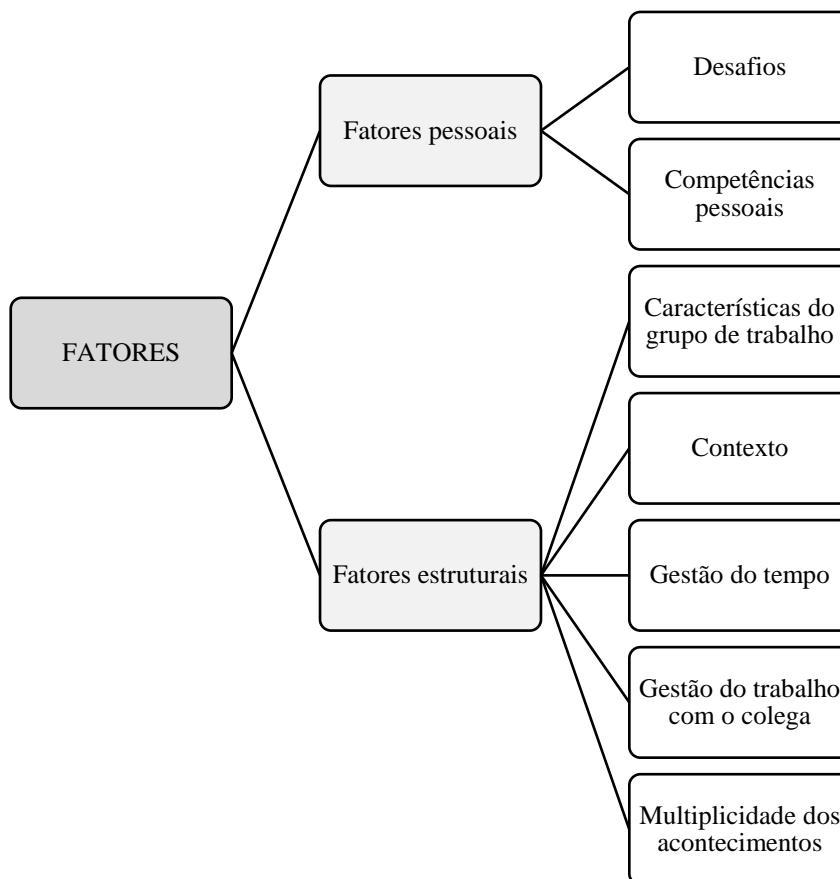 Desafios
Fatores pessoais
Competências
pessoais
Características do
grupo de trabalho
FATORES
Contexto
Fatores estruturais
Gestão do tempo
Gestão do trabalho
com o colega
Multiplicidade dos
acontecimentos